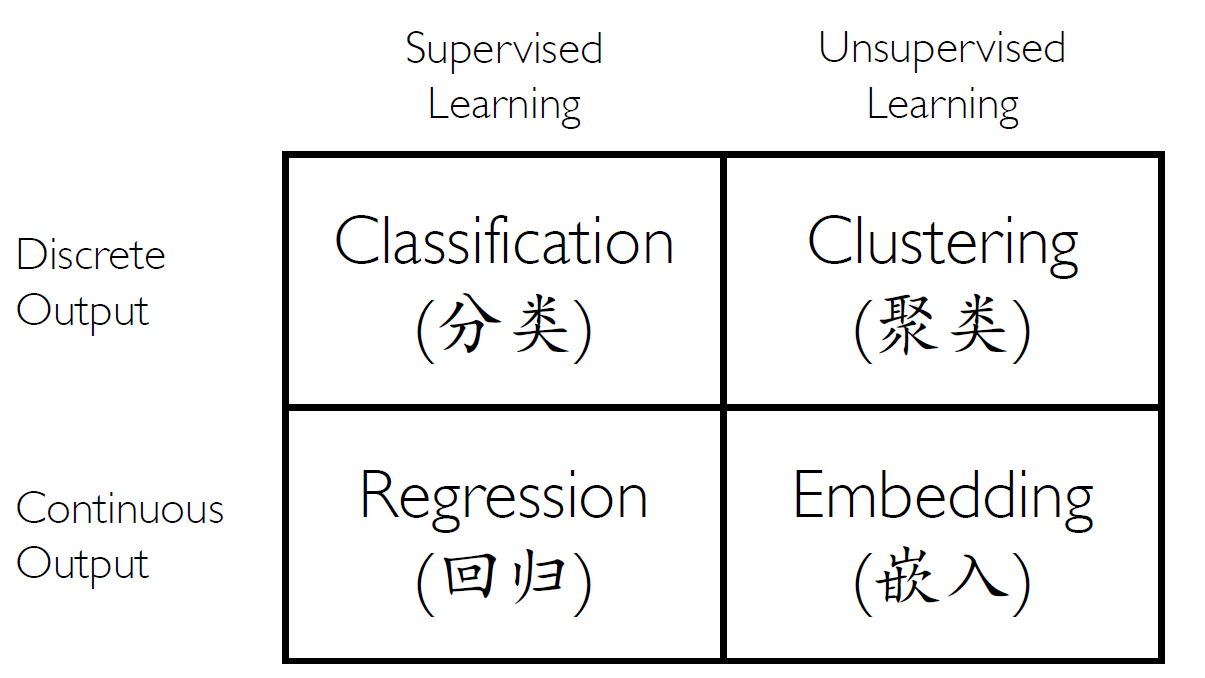 Supervised
Learning
Unsupervised
Learning
Discrete
Output
Classification
(分类)
Clustering
(聚类)
Continuous
Output
Regression
(回归)
Embedding
(嵌入)